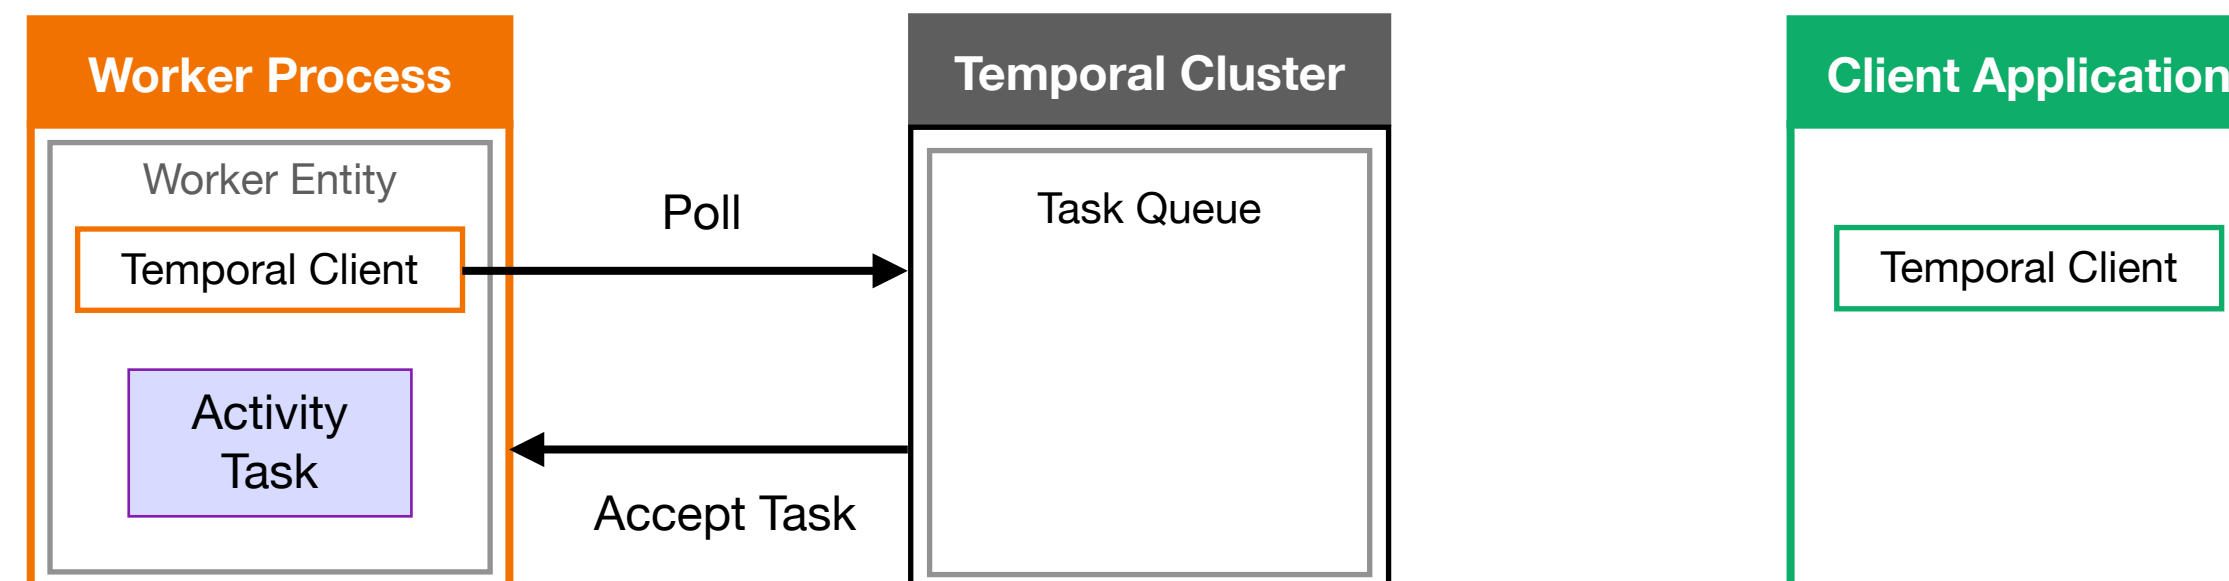 Worker Process
Temporal Cluster
Client Application
Worker Entity
Poll
Task Queue
Temporal Client
Temporal Client
Activity
Task
Accept Task